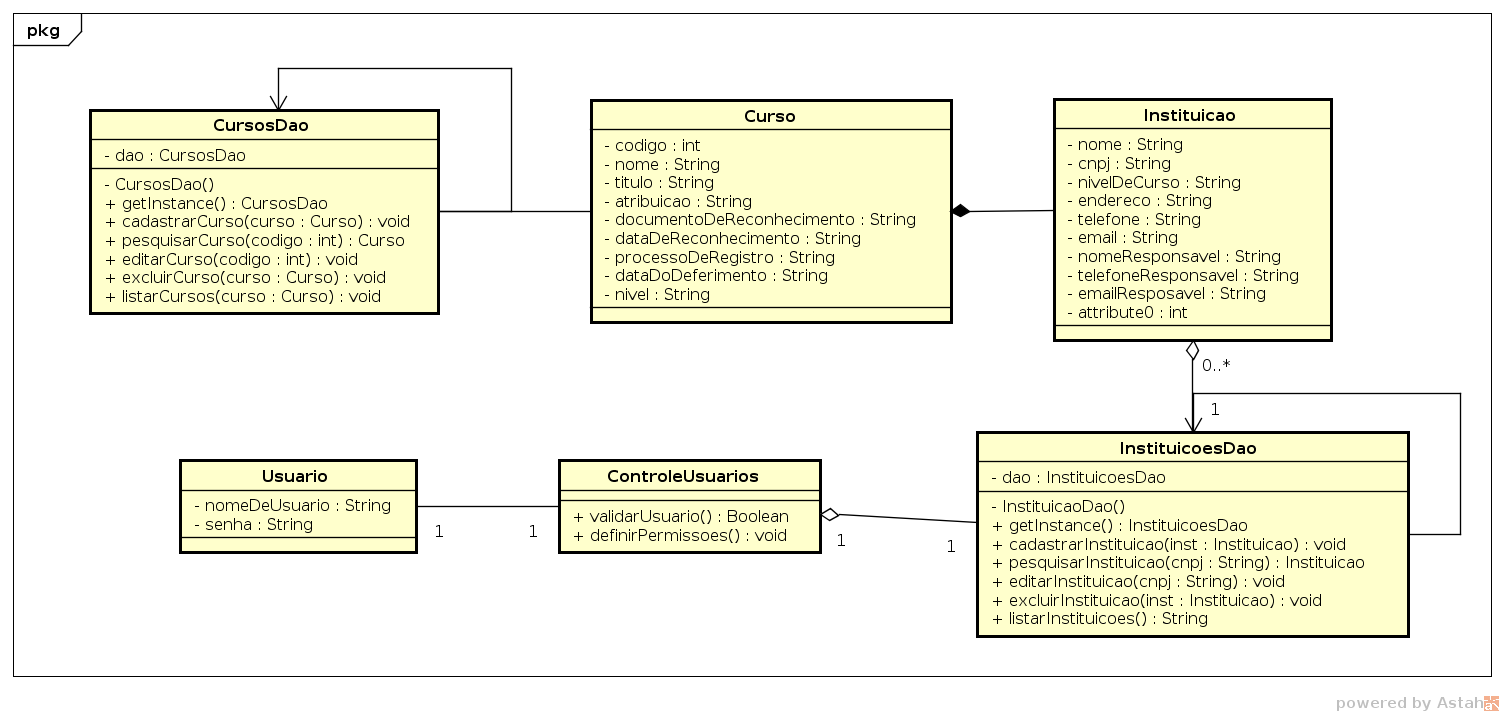 pkg
CursosDao
- dao : CursosDao
- CursosDao()
+ getInstance() : CursosDao
+ cadastrarCurso(curso : Curso) : void
+ pesquisarCurso(codigo : int) : Curso
+ editarCurso(codigo : int) : void
+ excluirCurso(curso : Curso) : void
+ listarCursos(curso : Curso) : void
Curso
- codigo : int
- nome : String
- titulo : String
- atribuicao : String
- documentoDeReconhecimento : String
- dataDeReconhecimento : String
- processoDeRegistro : String
- dataDoDeferimento : String
- nivel : String
Instituicao
- nome : String
- cnpj : String
- nivelDeCurso : String
- endereco : String
- telefone : String
- email : String
- nomeResponsavel : String
- telefoneResponsavel : String
- emailResposavel : String
- attribute0 : int
0..*
1
Usuario
- nomeDeUsuario : String
- senha : String
1
1
ControleUsuarios
+ validarUsuario() : Boolean
+ definirPermissoes() : void
1
1
InstituicoesDao
- dao : InstituicoesDao
- InstituicaoDao()
+ getInstance() : InstituicoesDao
+ cadastrarInstituicao(inst : Instituicao) : void
+ pesquisarInstituicao(cnpj : String) : Instituicao
+ editarInstituicao(cnpj : String) : void
+ excluirInstituicao(inst : Instituicao) : void
+ listarInstituicoes() : String
powered by Astah